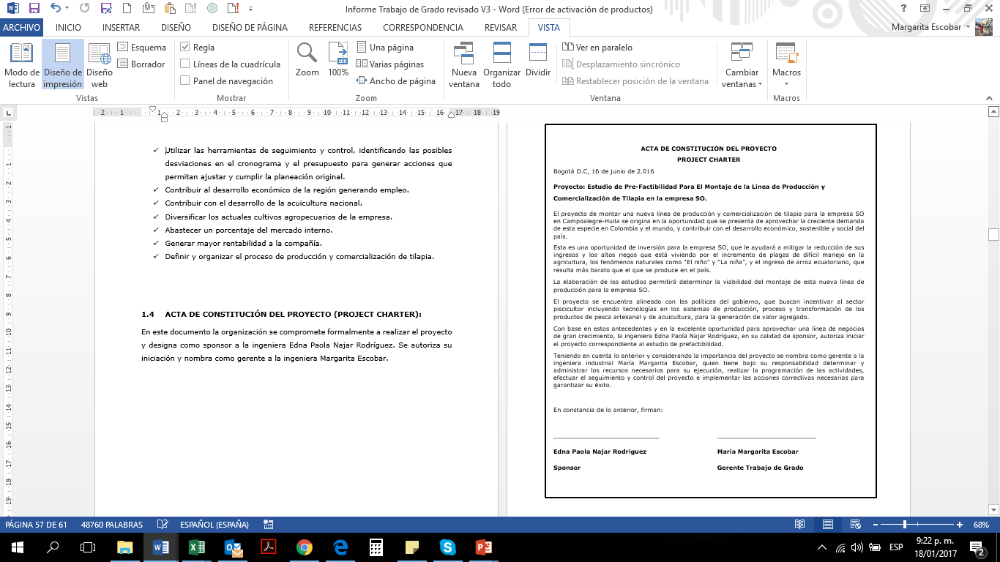 Informe Trabajo de Grado revisado V3 - Word (Error de activación de productos)
ARCHIVO INICIO INSERTAR DISEÑO DISEÑO DE PÁGINA REFERENCIAS CORRESPONDENCIA REVISAR VISTA Margarita Escobar
Modo de lectura
Diseño de impresión
Diseño web
Esquema
Borrador
Vistas
Regla
Líneas de la cuadrícula
Panel de navegación
Mostrar
Zoom
100%
Una página
Varias páginas
Ancho de página
Zoom
Nueva ventana
Organizar todo
Dividir
Ver en paralelo
Desplazamiento sincrónico
Restablecer posición de la ventana
Ventana
Cambiar ventanas
Macros
Macros
2 1 1 2 3 4 5 6 7 8 9 10 11 12 13 14 15 16 17 18 19
✓ Utilizar las herramientas de seguimiento y control, identificando las posibles
desviaciones en el cronograma y el presupuesto para generar acciones que
permitan ajustar y cumplir la planeación original.
✓ Contribuir al desarrollo económico de la región generando empleo.
✓ Contribuir con el desarrollo de la acuicultura nacional.
✓ Diversificar los actuales cultivos agropecuarios de la empresa.
✓ Abastecer un porcentaje del mercado interno.
✓ Generar mayor rentabilidad a la compañía.
✓ Definir y organizar el proceso de producción y comercialización de tilapia.
1.4 ACTA DE CONSTITUCIÓN DEL PROYECTO (PROJECT CHARTER):
En este documento la organización se compromete formalmente a realizar el proyecto
y designa como sponsor a la ingeniera Edna Paola Najar Rodríguez. Se autoriza su
iniciación y nombra como gerente a la ingeniera Margarita Escobar.
ACTA DE CONSTITUCIÓN DEL PROYECTO
PROJECT CHARTER
Bogotá D.C, 16 de junio de 2.016
Proyecto: Estudio de Pre-Factibilidad Para El Montaje de la Línea de Producción y
Comercialización de Tilapia en la empresa SO.
El proyecto de montar una nueva línea de producción y comercialización de tilapia para la empresa SO
en Campoalegre-Huila se origina en la oportunidad que se presenta de aprovechar la creciente demanda
de esta especie en Colombia y el mundo, y contribuir con el desarrollo económico, sostenible y social del
país.
Esta es una oportunidad de inversión para la empresa SO, que le ayudará a mitigar la reducción de sus
ingresos y los altos riegos que está viviendo por el incremento de plagas de difícil manejo en la
agricultura, los fenómenos naturales como "El niño" y "La niña", y el ingreso de arroz ecuatoriano, que
resulta más barato que el que se produce en el país.
La elaboración de los estudios permitirá determinar la viabilidad del montaje de esta nueva línea de
producción para la empresa SO.
El proyecto se encuentra alineado con las políticas del gobierno, que buscan incentivar al sector
piscicultor incluyendo tecnologías en los sistemas de producción, proceso y transformación de los
productos de pesca artesanal y de acuicultura, para la generación de valor agregado.
Con base en estos antecedentes y en la excelente oportunidad para aprovechar una línea de negocios
de gran crecimiento, la ingeniera Edna Paola Najar Rodríguez, en su calidad de sponsor, autoriza iniciar
el proyecto correspondiente al estudio de prefactibilidad.
Teniendo en cuenta lo anterior y considerando la importancia del proyecto se nombra como gerente a la
ingeniera industrial María Margarita Escobar, quien tiene bajo su responsabilidad determinar y
administrar los recursos necesarios para su ejecución, realizar la programación de las actividades,
efectuar el seguimiento y control del proyecto e implementar las acciones correctivas necesarias para
garantizar su éxito.
En constancia de lo anterior, firman:
Edna Paola Najar Rodriguez María Margarita Escobar
Sponsor Gerente Trabajo de Grado
PÁGINA 57 DE 61 48760 PALABRAS ESPAÑOL (ESPAÑA) 68%
ESP 9:22 p. m.
18/01/2017
2